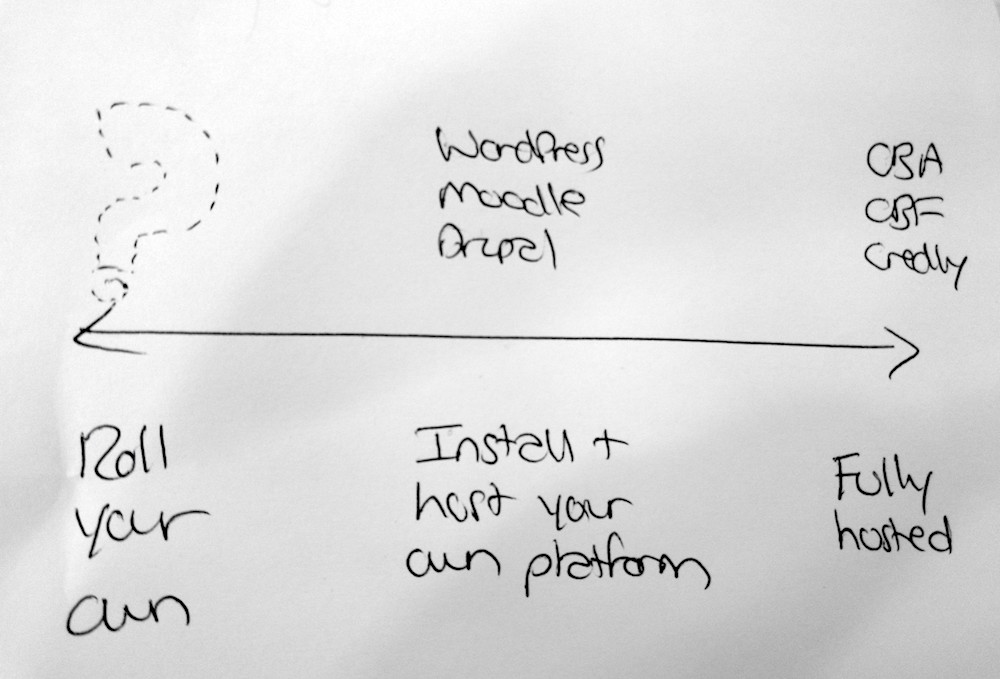 ?
WordPress
Moodle
Drupal
OBA
OBF
Credly
Roll
your
own
Install +
host your
own platform
Fully
hosted